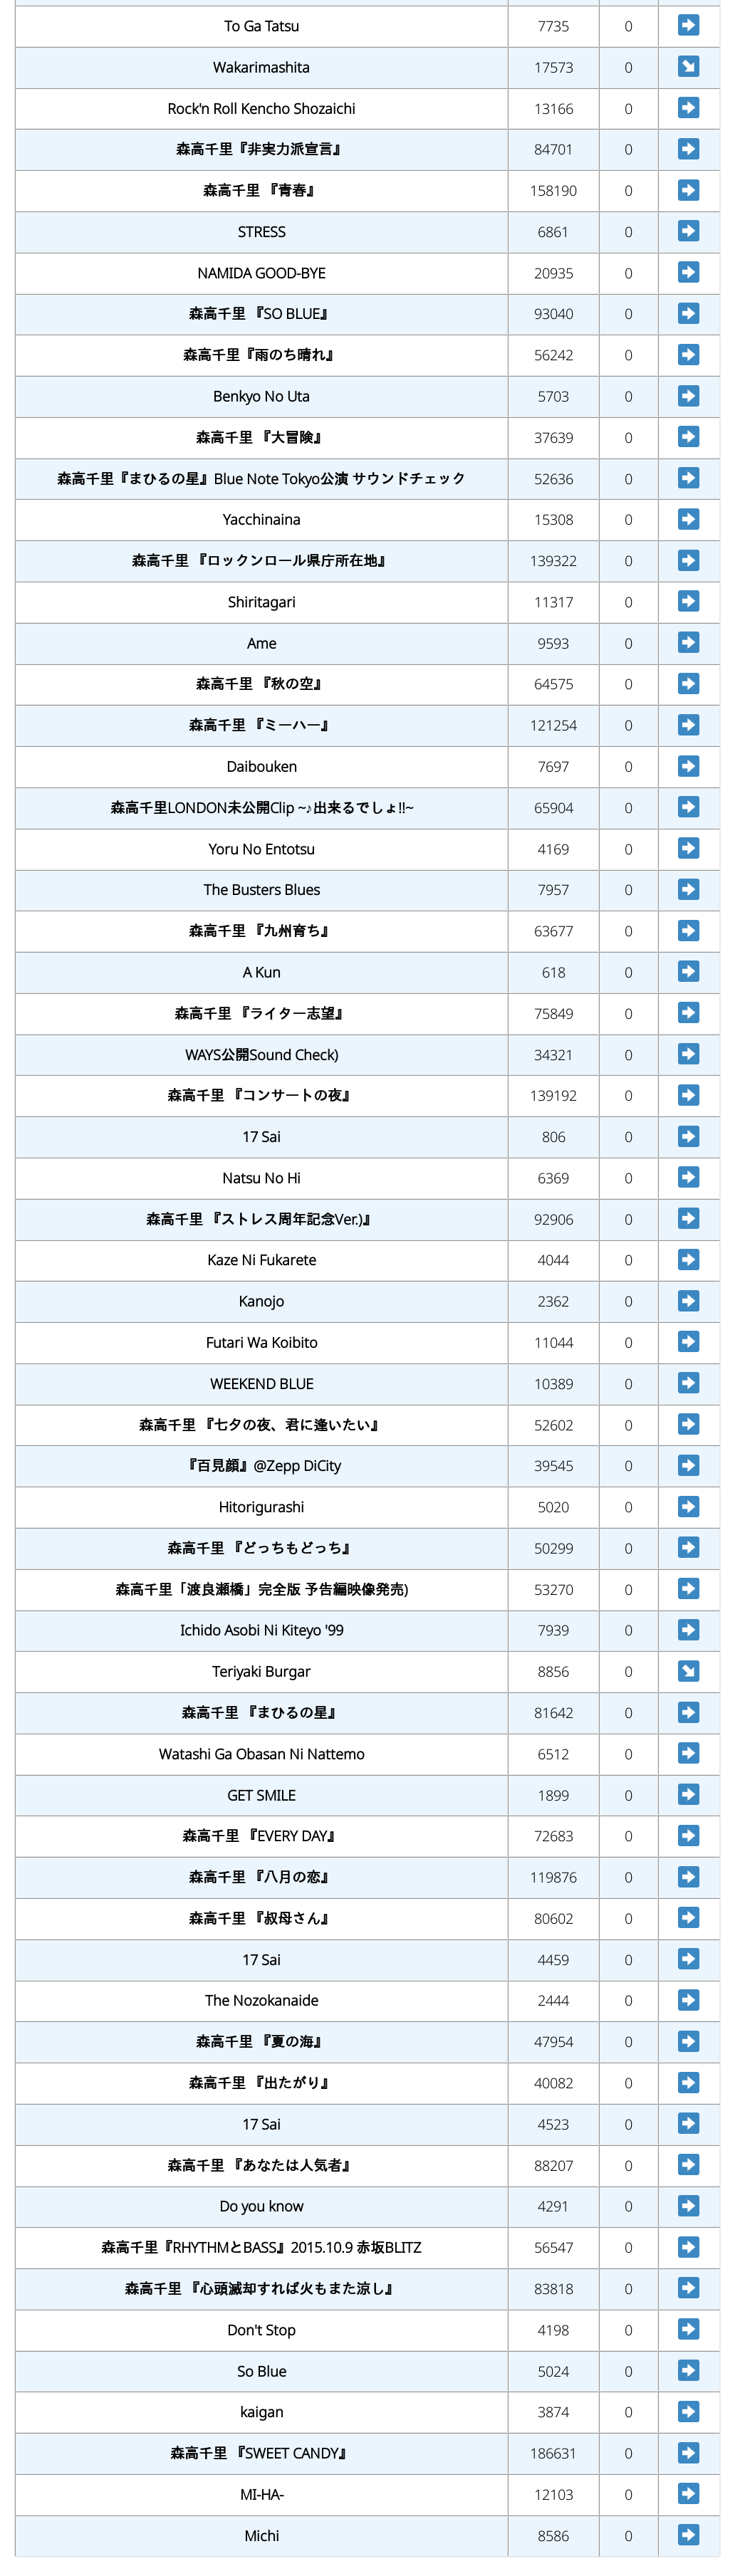 To Ga Tatsu 7735 0
Wakarimashita 17573 0
Rock'n Roll Kencho Shozaichi 13166 0
森高千里『非実力派宣言』 84701 0
森高千里 『青春』 158190 0
STRESS 6861 0
NAMIDA GOOD-BYE 20935 0
森高千里 『SO BLUE』 93040 0
森高千里『雨のち晴れ』 56242 0
Benkyo No Uta 5703 0
森高千里 『大冒険』 37639 0
森高千里『まひるの星』Blue Note Tokyo公演 サウンドチェック 52636 0
Yacchinaina 15308 0
森高千里 『ロックンロール県庁所在地』 139322 0
Shiritagari 11317 0
Ame 9593 0
森高千里 『秋の空』 64575 0
森高千里 『ミーハー』 121254 0
Daibouken 7697 0
森高千里LONDON未公開Clip ~♪出来るでしょ!!~ 65904 0
Yoru No Entotsu 4169 0
The Busters Blues 7957 0
森高千里 『九州育ち』 63677 0
A Kun 618 0
森高千里 『ライター志望』 75849 0
WAYS公開Sound Check) 34321 0
森高千里 『コンサートの夜』 139192 0
17 Sai 806 0
Natsu No Hi 6369 0
森高千里 『ストレス周年記念Ver.)』 92906 0
Kaze Ni Fukarete 4044 0
Kanojo 2362 0
Futari Wa Koibito 11044 0
WEEKEND BLUE 10389 0
森高千里 『七夕の夜、君に逢いたい』 52602 0
『百見顔』@Zepp DiCity 39545 0
Hitorigurashi 5020 0
森高千里 『どっちもどっち』 50299 0
森高千里「渡良瀬橋」完全版 予告編映像発売) 53270 0
Ichido Asobi Ni Kiteyo '99 7939 0
Teriyaki Burgar 8856 0
森高千里 『まひるの星』 81642 0
Watashi Ga Obasan Ni Nattemo 6512 0
GET SMILE 1899 0
森高千里 『EVERY DAY』 72683 0
森高千里 『八月の恋』 119876 0
森高千里 『叔母さん』 80602 0
17 Sai 4459 0
The Nozokanaide 2444 0
森高千里 『夏の海』 47954 0
森高千里 『出たがり』 40082 0
17 Sai 4523 0
森高千里 『あなたは人気者』 88207 0
Do you know 4291 0
森高千里『RHYTHMとBASS』2015.10.9 赤坂BLITZ 56547 0
森高千里 『心頭滅却すれば火もまた涼し』 83818 0
Don't Stop 4198 0
So Blue 5024 0
kaigan 3874 0
森高千里 『SWEET CANDY』 186631 0
MI-HA- 12103 0
Michi 8586 0